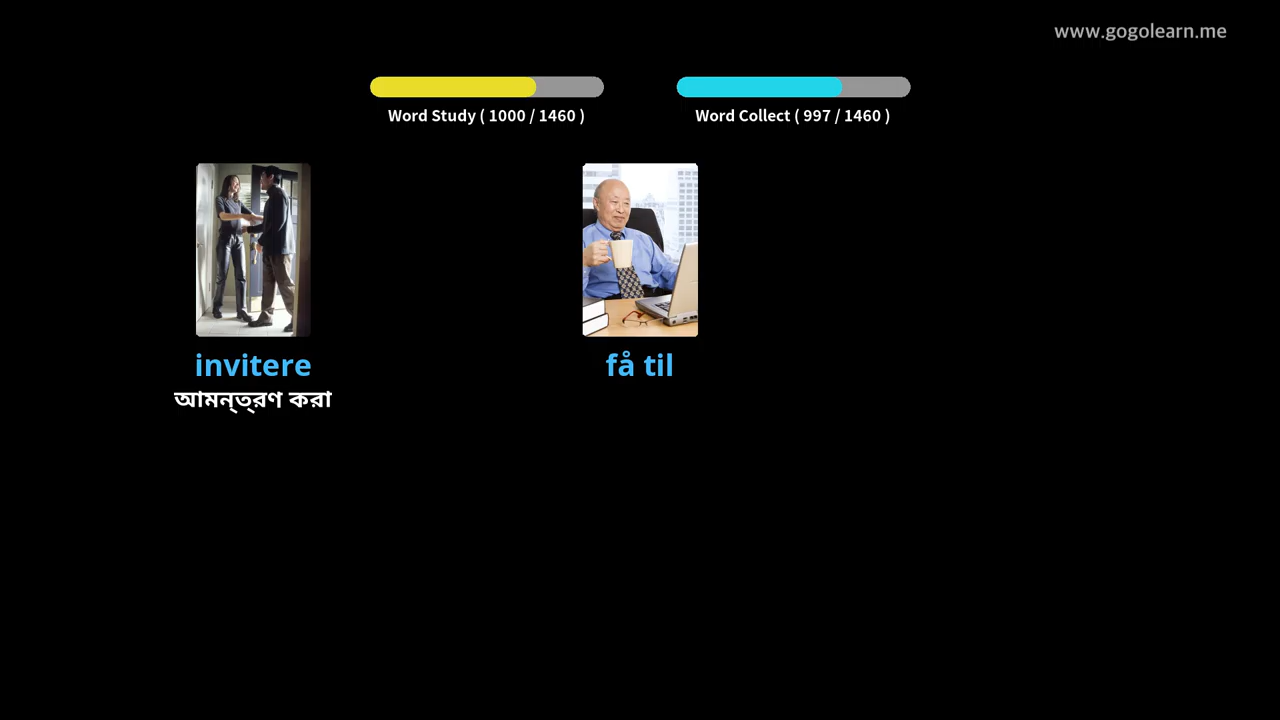 www.gogolearn.me
Word Study ( 1000 / 1460 )
Word Collect ( 997 / 1460 )
invitere
få til
আমন্ত্রণ করা